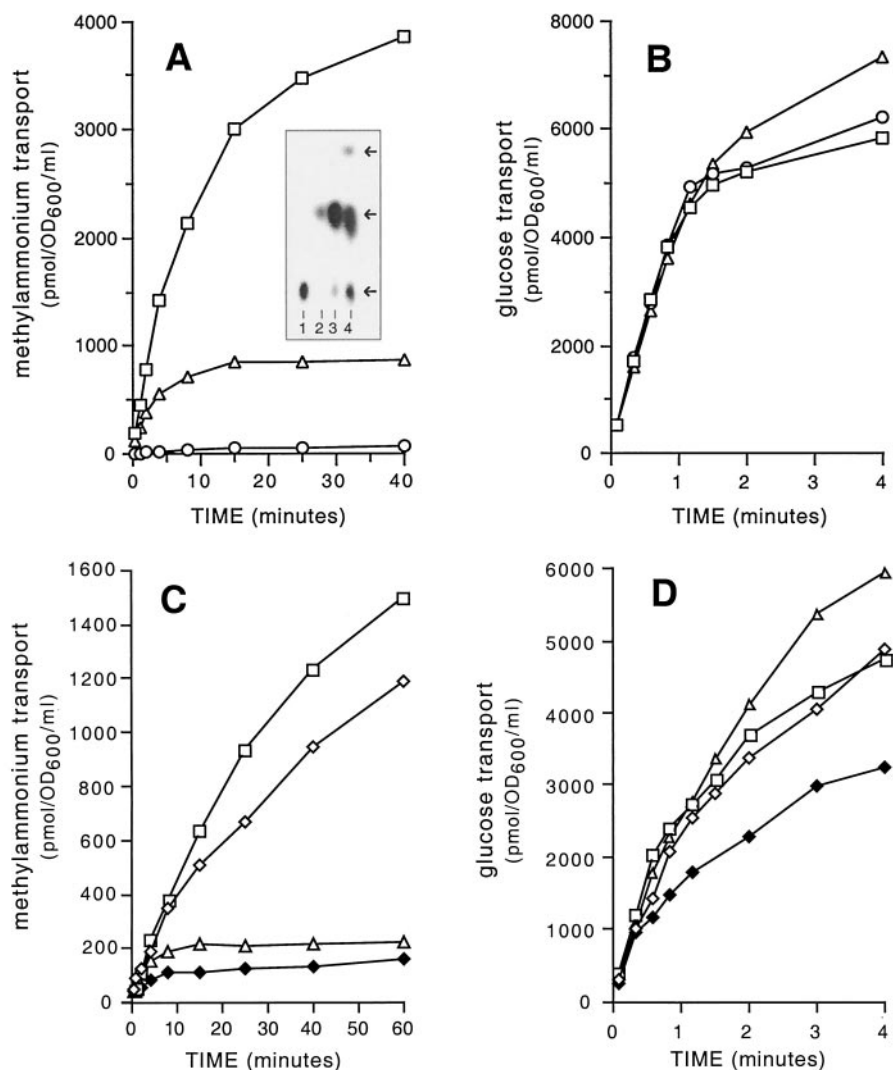 A
methylammonium transport
(pmol/OD600/ml)
4000
3000
2000
1000
0
0 10 20 30 40
TIME (minutes)
1 2 3 4
B
glucose transport
(pmol/OD600/ml)
8000
6000
4000
2000
0
0 1 2 3 4
TIME (minutes)
C
methylammonium transport
(pmol/OD600/ml)
1600
1400
1200
1000
800
600
400
200
0
0 10 20 30 40 50 60
TIME (minutes)
D
glucose transport
(pmol/OD600/ml)
6000
5000
4000
3000
2000
1000
0
0 1 2 3 4
TIME (minutes)